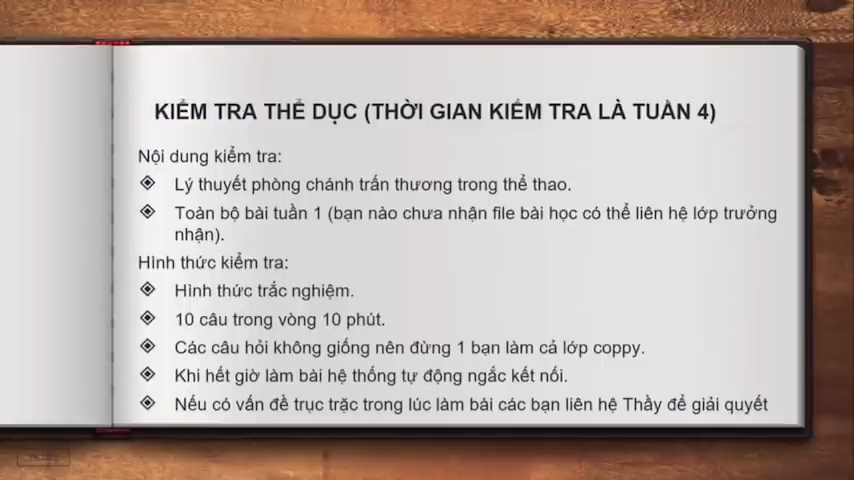 KIỂM TRA THỂ DỤC (THỜI GIAN KIỂM TRA LÀ TUẦN 4)
Nội dung kiểm tra:
Lý thuyết phòng chánh trấn thương trong thể thao.
Toàn bộ bài tuần 1 (bạn nào chưa nhận file bài học có thể liên hệ lớp trưởng
nhận).
Hình thức kiểm tra:
Hình thức trắc nghiệm.
10 câu trong vòng 10 phút.
Các câu hỏi không giống nên đừng 1 bạn làm cả lớp coppy.
Khi hết giờ làm bài hệ thống tự động ngắc kết nối.
Nếu có vấn đề trục trặc trong lúc làm bài các bạn liên hệ Thầy để giải quyết